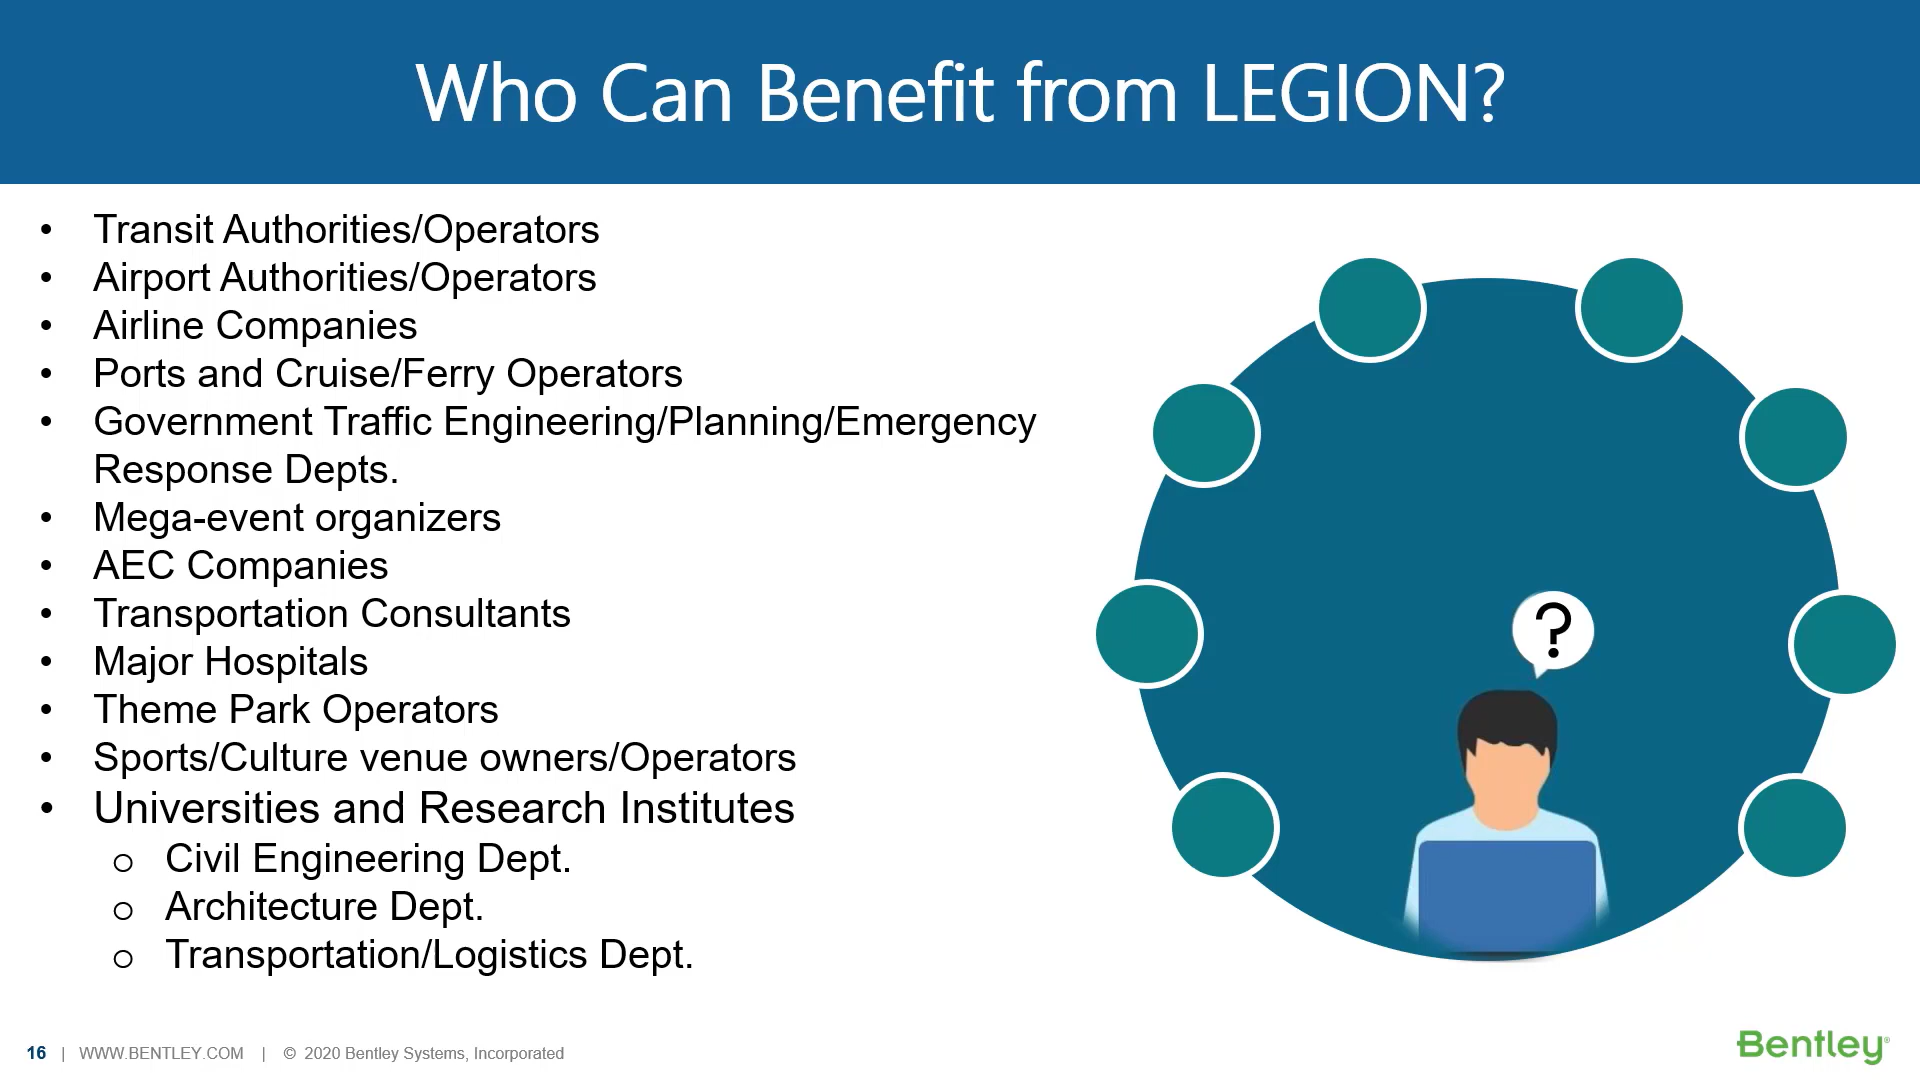 Who Can Benefit from LEGION?
• Transit Authorities/Operators
• Airport Authorities/Operators
• Airline Companies
• Ports and Cruise/Ferry Operators
• Government Traffic Engineering/Planning/Emergency
Response Depts.
• Mega-event organizers
• AEC Companies
• Transportation Consultants
• Major Hospitals
• Theme Park Operators
• Sports/Culture venue owners/Operators
• Universities and Research Institutes
o Civil Engineering Dept.
o Architecture Dept.
o Transportation/Logistics Dept.
?
16 | WWW.BENTLEY.COM | © 2020 Bentley Systems, Incorporated
Bentley®